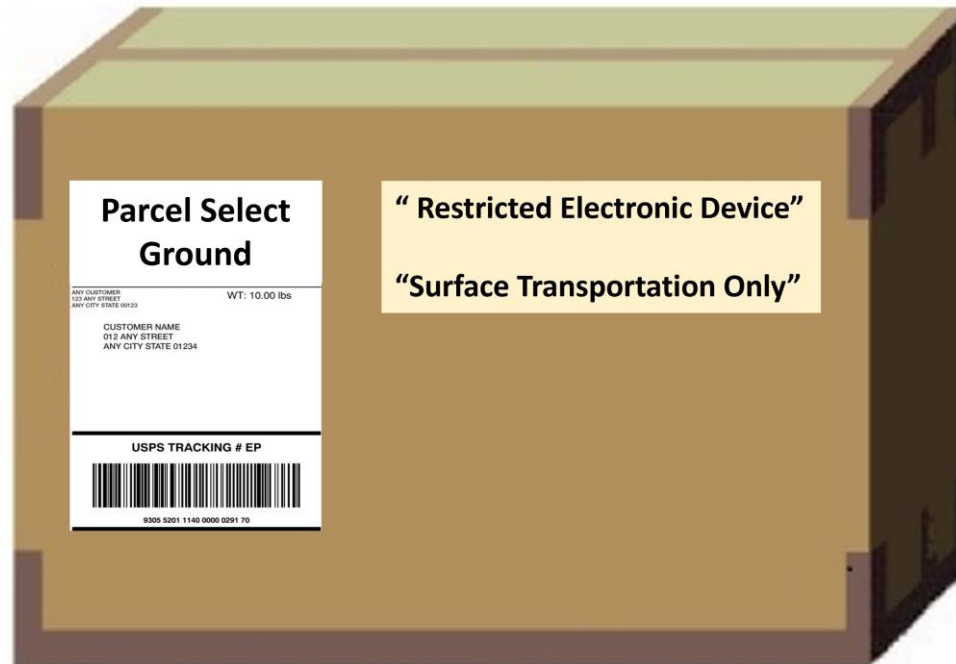 Parcel Select
Ground
ANY CUSTOMER
123 ANY STREET
ANY CITY STATE 00123
WT: 10.00 lbs
CUSTOMER NAME
012 ANY STREET
ANY CITY STATE 01234
USPS TRACKING # EP
9305 5201 1140 0000 0291 70
“ Restricted Electronic Device”
“Surface Transportation Only”